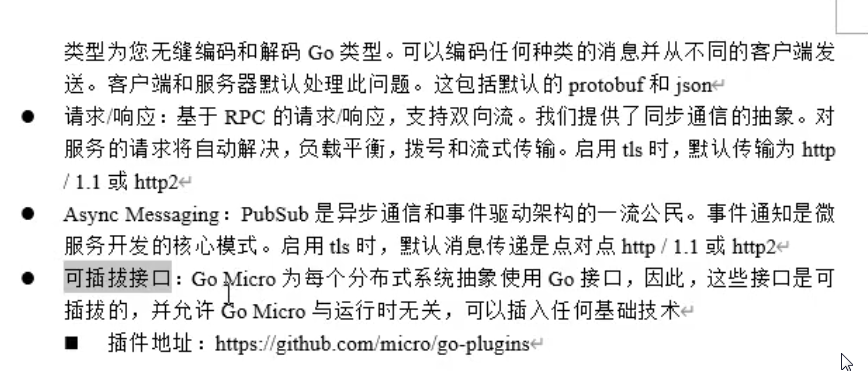 类型为您无缝编码和解码 Go 类型。可以编码任何种类的消息并从不同的客户端发
送。客户端和服务器默认处理此问题。这包括默认的 protobuf 和 json↵
● 请求/响应：基于 RPC 的请求/响应，支持双向流。我们提供了同步通信的抽象。对
服务的请求将自动解决，负载平衡，拨号和流式传输。启用 tls 时，默认传输为 http
/ 1.1 或 http2↵
● Async Messaging：PubSub 是异步通信和事件驱动架构的一流公民。事件通知是微
服务开发的核心模式。启用 tls 时，默认消息传递是点对点 http / 1.1 或 http2↵
● 可插拔接口：Go Micro 为每个分布式系统抽象使用 Go 接口，因此，这些接口是可
插拔的，并允许 Go Micro 与运行时无关，可以插入任何基础技术↵
■ 插件地址：https://github.com/micro/go-plugins↵